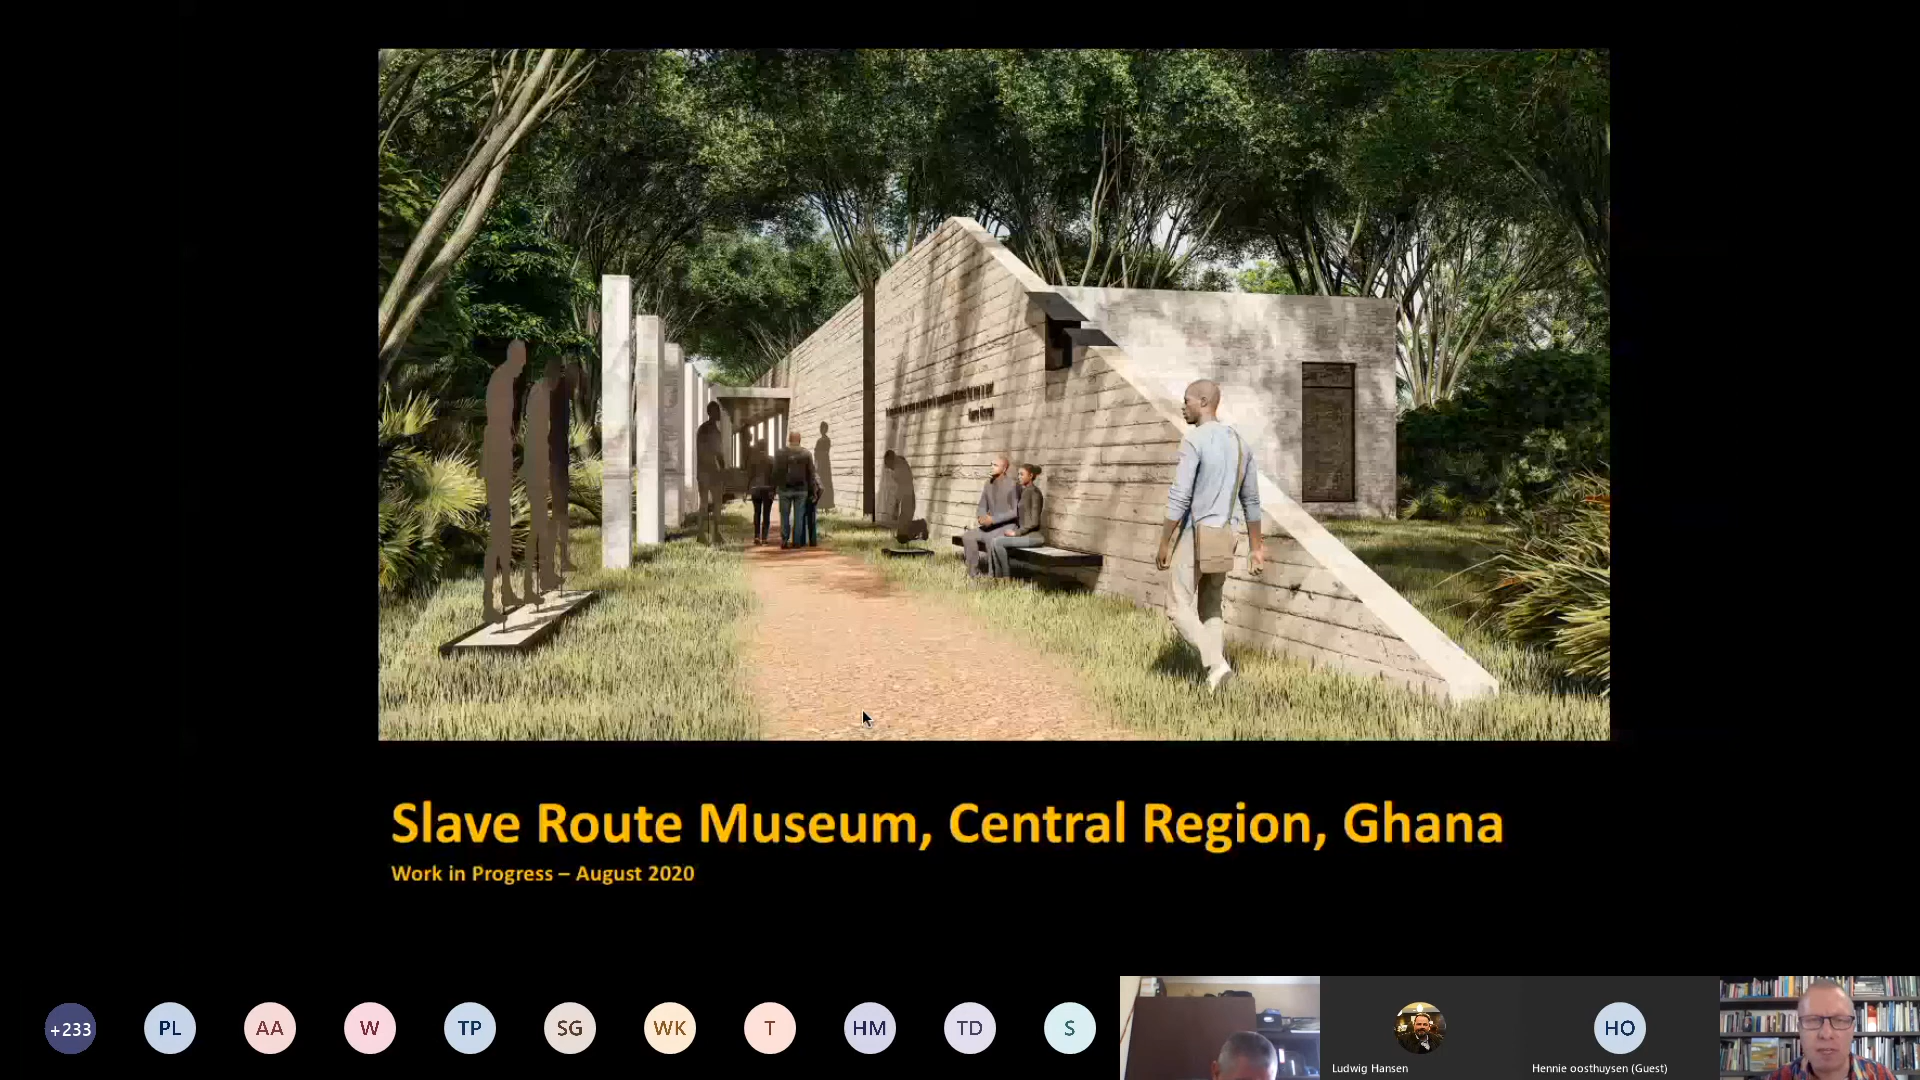 Slave Route Museum, Central Region, Ghana
Work in Progress – August 2020
+233
PL
AA
W
TP
SG
WK
T
HM
TD
S
Ludwig Hansen
HO
Hennie oosthuysen (Guest)